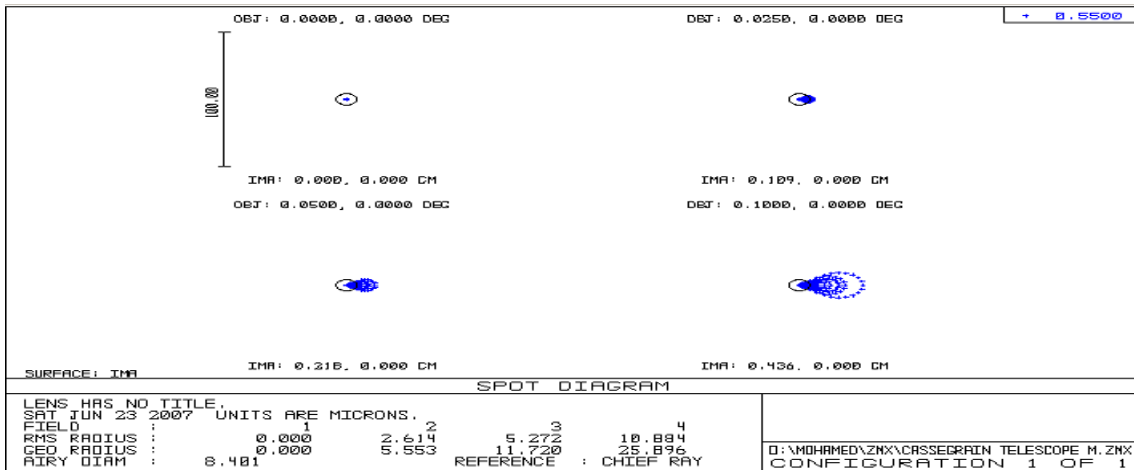 OBJ: 0.0000, 0.0000 DEG
OBJ: 0.0250, 0.0000 DEG
+ 0.5500
100.00
IMA: 0.000, 0.000 CM
IMA: 0.109, 0.000 CM
OBJ: 0.0500, 0.0000 DEG
OBJ: 0.1000, 0.0000 DEG
IMA: 0.218, 0.000 CM
IMA: 0.436, 0.000 CM
SURFACE: IMA
SPOT DIAGRAM
LENS HAS NO TITLE.
SAT JUN 23 2007 UNITS ARE MICRONS.
FIELD : 1 2 3 4
RMS RADIUS : 0.000 2.614 5.272 10.884
GEO RADIUS : 0.000 5.553 11.720 25.896
AIRY DIAM : 8.401 REFERENCE : CHIEF RAY
D:\MOHAMED\ZMX\CASSEGRAIN TELESCOPE M.ZMX
CONFIGURATION 1 OF 1